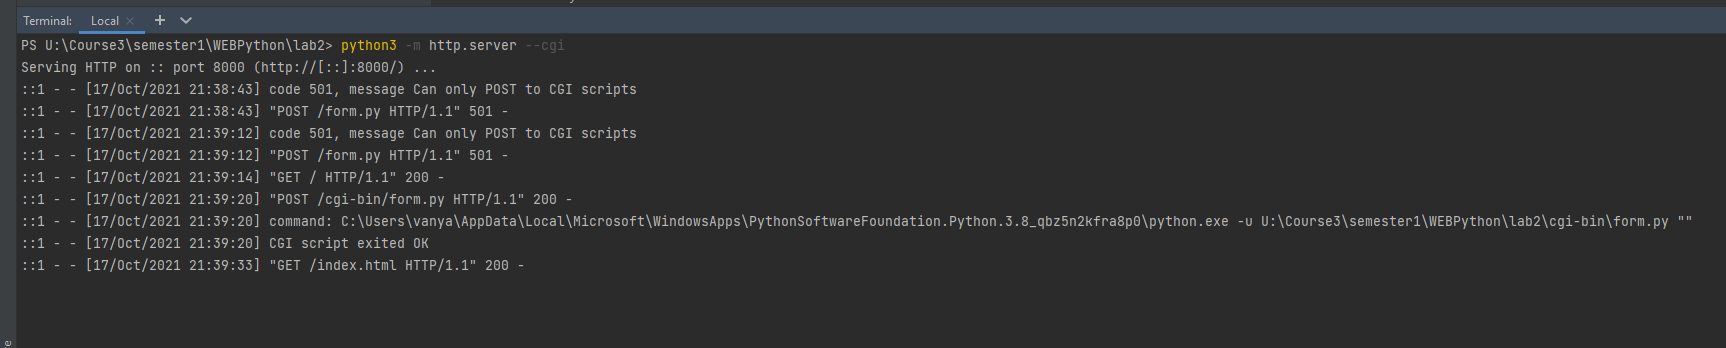 Terminal: Local × + ∨
PS U:\Course3\semester1\WEBPython\lab2> python3 -m http.server --cgi
Serving HTTP on :: port 8000 (http://[::]:8000/) ...
::1 - - [17/Oct/2021 21:38:43] code 501, message Can only POST to CGI scripts
::1 - - [17/Oct/2021 21:38:43] "POST /form.py HTTP/1.1" 501 -
::1 - - [17/Oct/2021 21:39:12] code 501, message Can only POST to CGI scripts
::1 - - [17/Oct/2021 21:39:12] "POST /form.py HTTP/1.1" 501 -
::1 - - [17/Oct/2021 21:39:14] "GET / HTTP/1.1" 200 -
::1 - - [17/Oct/2021 21:39:20] "POST /cgi-bin/form.py HTTP/1.1" 200 -
::1 - - [17/Oct/2021 21:39:20] command: C:\Users\vanya\AppData\Local\Microsoft\WindowsApps\PythonSoftwareFoundation.Python.3.8_qbz5n2kfra8p0\python.exe -u U:\Course3\semester1\WEBPython\lab2\cgi-bin\form.py ""
::1 - - [17/Oct/2021 21:39:20] CGI script exited OK
::1 - - [17/Oct/2021 21:39:33] "GET /index.html HTTP/1.1" 200 -